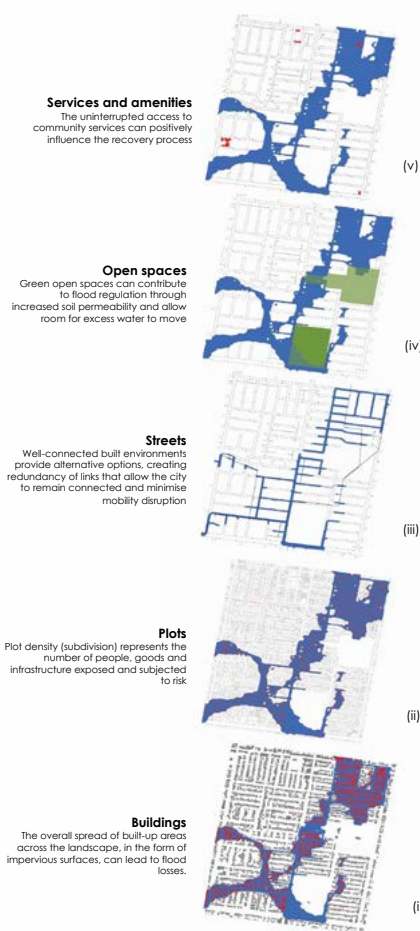 Services and amenities
The uninterrupted access to
community services can positively
influence the recovery process
(v)
Open spaces
Green open spaces can contribute
to flood regulation through
increased soil permeability and allow
room for excess water to move
(iv
Streets
Well-connected built environments
provide alternative options, creating
redundancy of links that allow the city
to remain connected and minimise
mobility disruption
(iii)
Plots
Plot density (subdivision) represents the
number of people, goods and
infrastructure exposed and subjected
to risk
(ii)
Buildings
The overall spread of built-up areas
across the landscape, in the form of
impervious surfaces, can lead to flood
losses.
(i